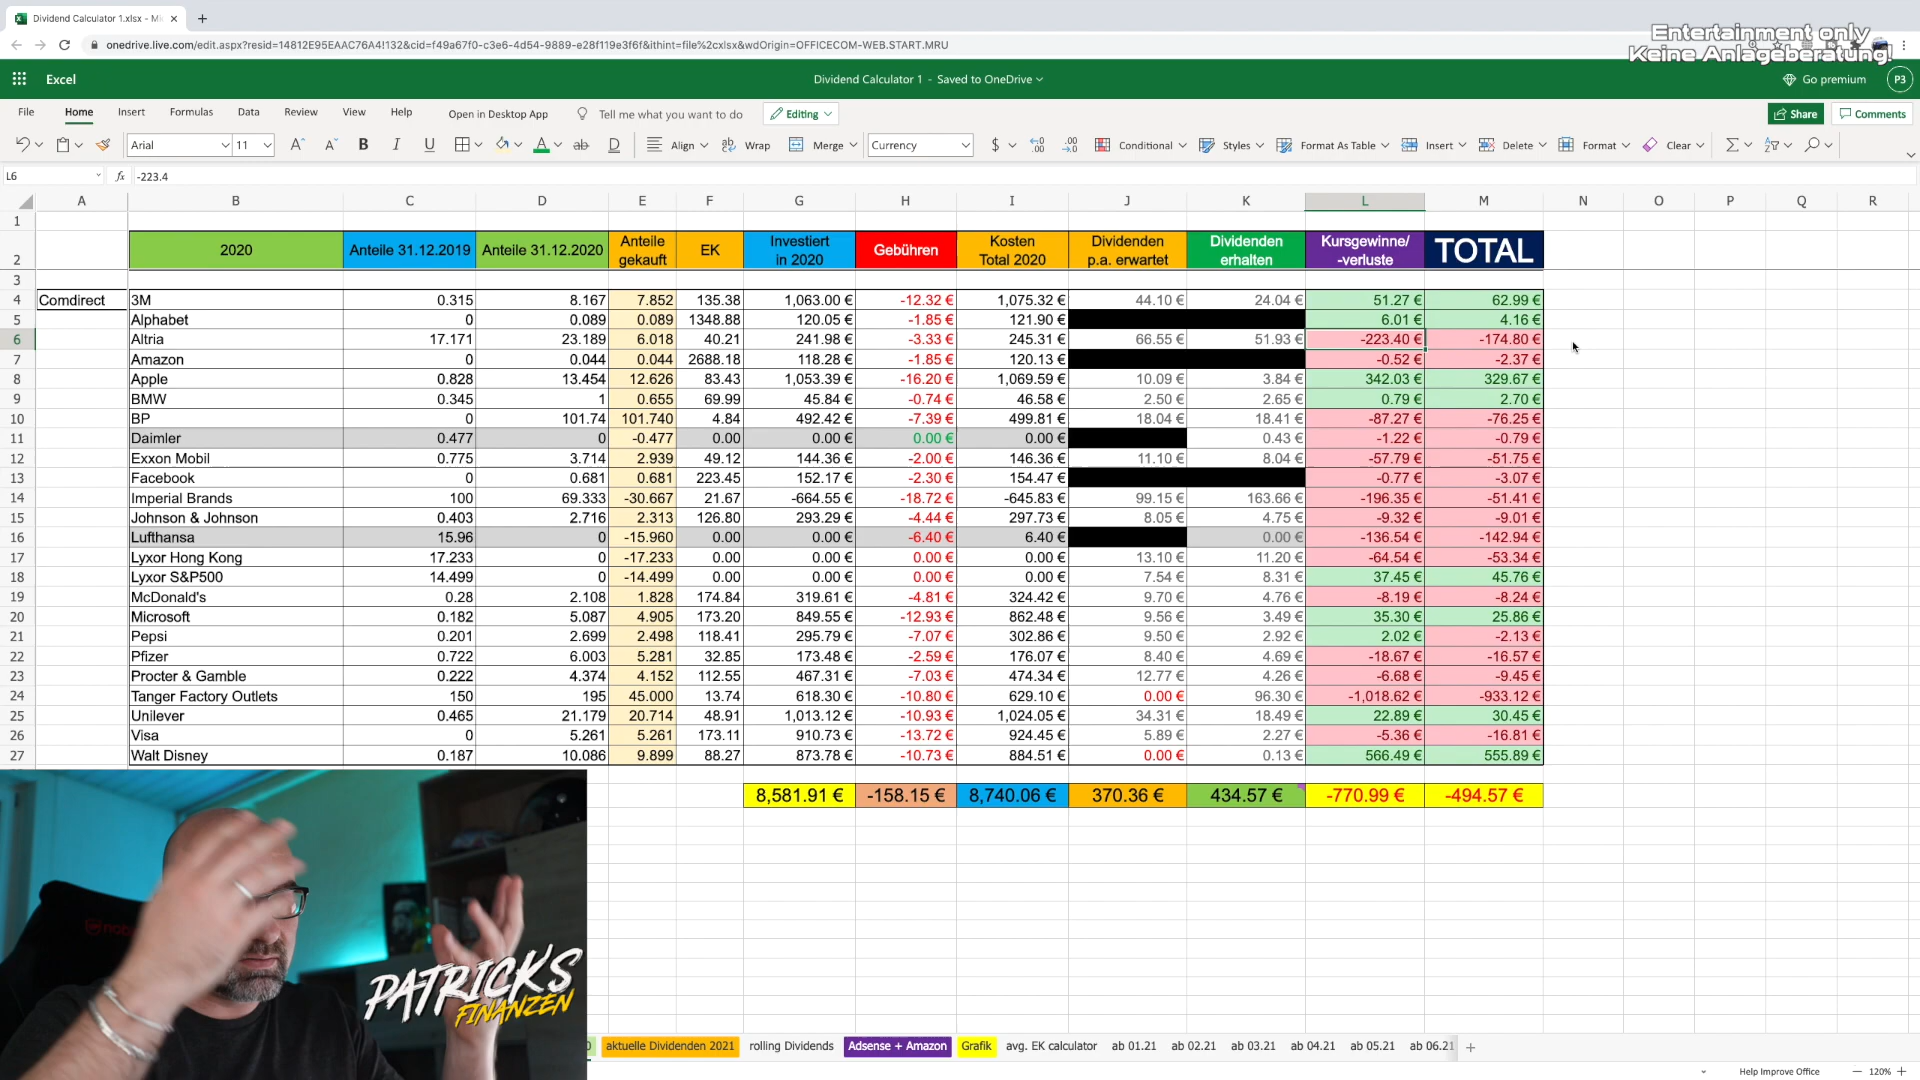 Dividend Calculator 1.xlsx - Mi
onedrive.live.com/edit.aspx?resid=14812E95EAAC76A4!132&cid=f49a67f0-c3e6-4d54-9889-e28f119e3f6f&ithint=file%2cxlsx&wdOrigin=OFFICECOM-WEB.START.MRU
Entertainment only
Keine Anlageberatung!
Excel Dividend Calculator 1 - Saved to OneDrive Go premium P3
File Home Insert Formulas Data Review View Help Open in Desktop App Tell me what you want to do Editing Share Comments
Arial 11 A A B I U A ab D Align ab Wrap Merge Currency $ .00 .00 Conditional Styles Format As Table Insert Delete Format Clear Σ
L6 fx -223.4
A B C D E F G H I J K L M N O P Q R
1
2 2020 Anteile 31.12.2019 Anteile 31.12.2020 Anteile gekauft EK Investiert in 2020 Gebühren Kosten Total 2020 Dividenden p.a. erwartet Dividenden erhalten Kursgewinne/ -verluste TOTAL
3
4 Comdirect 3M 0.315 8.167 7.852 135.38 1,063.00 € -12.32 € 1,075.32 € 44.10 € 24.04 € 51.27 € 62.99 €
5 Alphabet 0 0.089 0.089 1348.88 120.05 € -1.85 € 121.90 € 6.01 € 4.16 €
6 Altria 17.171 23.189 6.018 40.21 241.98 € -3.33 € 245.31 € 66.55 € 51.93 € -223.40 € -174.80 €
7 Amazon 0 0.044 0.044 2688.18 118.28 € -1.85 € 120.13 € -0.52 € -2.37 €
8 Apple 0.828 13.454 12.626 83.43 1,053.39 € -16.20 € 1,069.59 € 10.09 € 3.84 € 342.03 € 329.67 €
9 BMW 0.345 1 0.655 69.99 45.84 € -0.74 € 46.58 € 2.50 € 2.65 € 0.79 € 2.70 €
10 BP 0 101.74 101.740 4.84 492.42 € -7.39 € 499.81 € 18.04 € 18.41 € -87.27 € -76.25 €
11 Daimler 0.477 0 -0.477 0.00 0.00 € 0.00 € 0.00 € 0.43 € -1.22 € -0.79 €
12 Exxon Mobil 0.775 3.714 2.939 49.12 144.36 € -2.00 € 146.36 € 11.10 € 8.04 € -57.79 € -51.75 €
13 Facebook 0 0.681 0.681 223.45 152.17 € -2.30 € 154.47 € -0.77 € -3.07 €
14 Imperial Brands 100 69.333 -30.667 21.67 -664.55 € -18.72 € -645.83 € 99.15 € 163.66 € -196.35 € -51.41 €
15 Johnson & Johnson 0.403 2.716 2.313 126.80 293.29 € -4.44 € 297.73 € 8.05 € 4.75 € -9.32 € -9.01 €
16 Lufthansa 15.96 0 -15.960 0.00 0.00 € -6.40 € 6.40 € 0.00 € -136.54 € -142.94 €
17 Lyxor Hong Kong 17.233 0 -17.233 0.00 0.00 € 0.00 € 0.00 € 13.10 € 11.20 € -64.54 € -53.34 €
18 Lyxor S&P500 14.499 0 -14.499 0.00 0.00 € 0.00 € 0.00 € 7.54 € 8.31 € 37.45 € 45.76 €
19 McDonald's 0.28 2.108 1.828 174.84 319.61 € -4.81 € 324.42 € 9.70 € 4.76 € -8.19 € -8.24 €
20 Microsoft 0.182 5.087 4.905 173.20 849.55 € -12.93 € 862.48 € 9.56 € 3.49 € 35.30 € 25.86 €
21 Pepsi 0.201 2.699 2.498 118.41 295.79 € -7.07 € 302.86 € 9.50 € 2.92 € 2.02 € -2.13 €
22 Pfizer 0.722 6.003 5.281 32.85 173.48 € -2.59 € 176.07 € 8.40 € 4.69 € -18.67 € -16.57 €
23 Procter & Gamble 0.222 4.374 4.152 112.55 467.31 € -7.03 € 474.34 € 12.77 € 4.26 € -6.68 € -9.45 €
24 Tanger Factory Outlets 150 195 45.000 13.74 618.30 € -10.80 € 629.10 € 0.00 € 96.30 € -1,018.62 € -933.12 €
25 Unilever 0.465 21.179 20.714 48.91 1,013.12 € -10.93 € 1,024.05 € 34.31 € 18.49 € 22.89 € 30.45 €
26 Visa 0 5.261 5.261 173.11 910.73 € -13.72 € 924.45 € 5.89 € 2.27 € -5.36 € -16.81 €
27 Walt Disney 0.187 10.086 9.899 88.27 873.78 € -10.73 € 884.51 € 0.00 € 0.13 € 566.49 € 555.89 €
8,581.91 € -158.15 € 8,740.06 € 370.36 € 434.57 € -770.99 € -494.57 €
PATRICKS
FINANZEN
aktuelle Dividenden 2021 rolling Dividends Adsense + Amazon Grafik avg. EK calculator ab 01.21 ab 02.21 ab 03.21 ab 04.21 ab 05.21 ab 06.21
Help Improve Office 120%